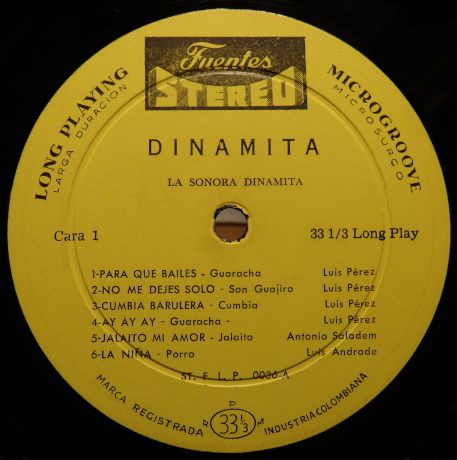 Fuentes
STEREO
LONG PLAYING
LARGA DURACION
MICROGROOVE
MICROSURCO
DINAMITA
LA SONORA DINAMITA
Cara 1
33 1/3 Long Play
1-PARA QUE BAILES - Guaracha Luis Pérez
2-NO ME DEJES SOLO - Son Guajiro Luis Pérez
3-CUMBIA BARULERA - Cumbia Luis Pérez
4-AY AY AY - Guaracha - Luis Pérez
5-JALAITO MI AMOR - Jalaito Antonio Saladem
6-LA NIÑA - Porro Luis Andrade
ST. F. L. P. 0036-A
MARCA REGISTRADA R P 33 1/3 M INDUSTRIA COLOMBIANA